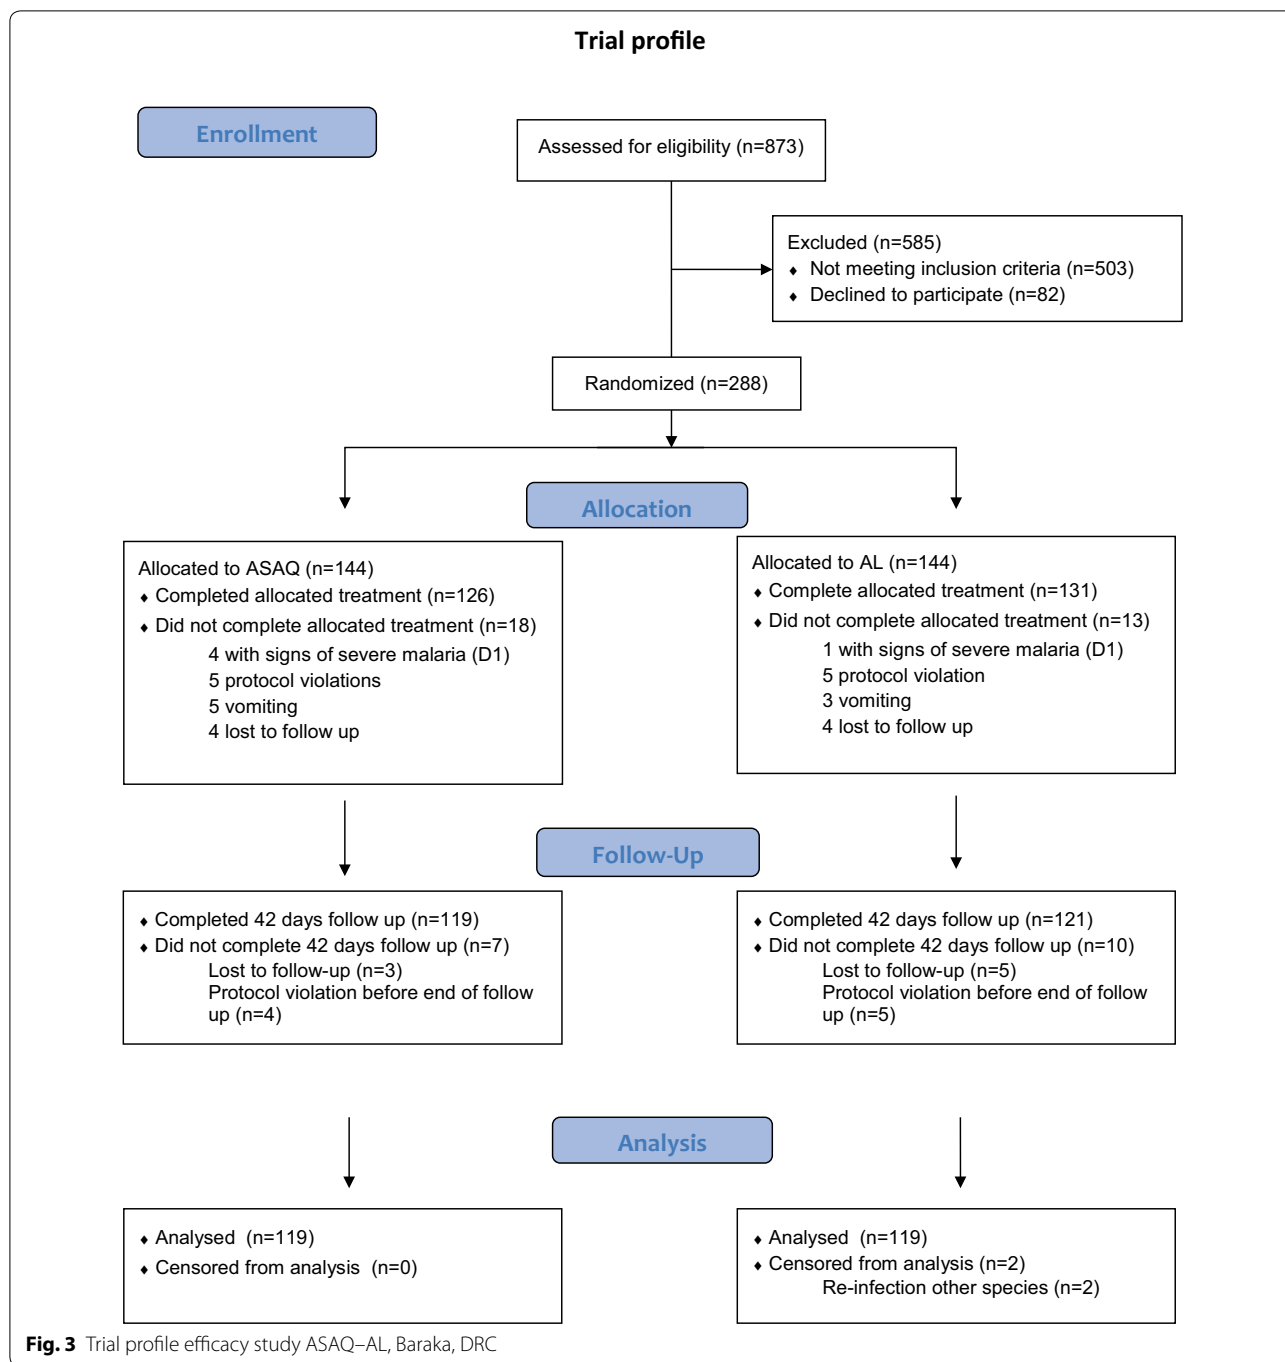 Trial profile
Enrollment
Assessed for eligibility (n=873)
Excluded (n=585)
♦ Not meeting inclusion criteria (n=503)
♦ Declined to participate (n=82)
Randomized (n=288)
Allocation
Allocated to ASAQ (n=144)
♦ Completed allocated treatment (n=126)
♦ Did not complete allocated treatment (n=18)
4 with signs of severe malaria (D1)
5 protocol violations
5 vomiting
4 lost to follow up
Allocated to AL (n=144)
♦ Complete allocated treatment (n=131)
♦ Did not complete allocated treatment (n=13)
1 with signs of severe malaria (D1)
5 protocol violation
3 vomiting
4 lost to follow up
Follow-Up
♦ Completed 42 days follow up (n=119)
♦ Did not complete 42 days follow up (n=7)
Lost to follow-up (n=3)
Protocol violation before end of follow
up (n=4)
♦ Completed 42 days follow up (n=121)
♦ Did not complete 42 days follow up (n=10)
Lost to follow-up (n=5)
Protocol violation before end of follow
up (n=5)
Analysis
♦ Analysed (n=119)
♦ Censored from analysis (n=0)
♦ Analysed (n=119)
♦ Censored from analysis (n=2)
Re-infection other species (n=2)
Fig. 3 Trial profile efficacy study ASAQ–AL, Baraka, DRC